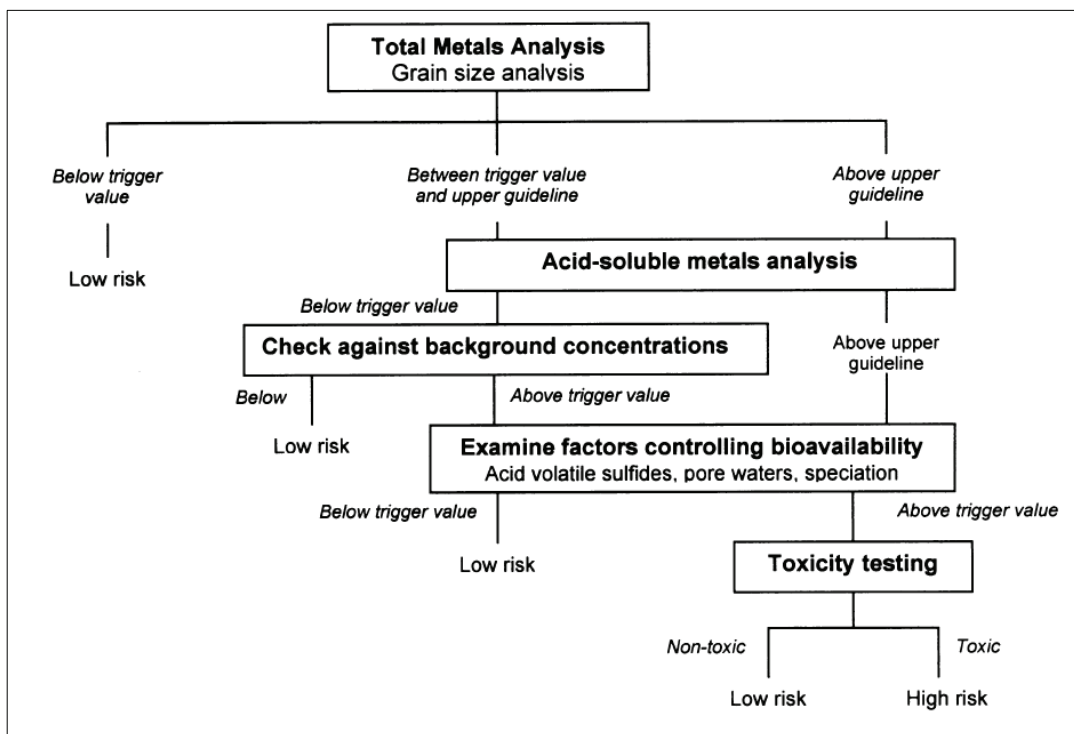 Total Metals Analysis
Grain size analysis
Below trigger
value
Between trigger value
and upper guideline
Above upper
guideline
Low risk
Acid-soluble metals analysis
Below trigger value
Check against background concentrations
Above upper
guideline
Below
Above trigger value
Low risk
Examine factors controlling bioavailability
Acid volatile sulfides, pore waters, speciation
Below trigger value
Above trigger value
Low risk
Toxicity testing
Non-toxic
Toxic
Low risk
High risk